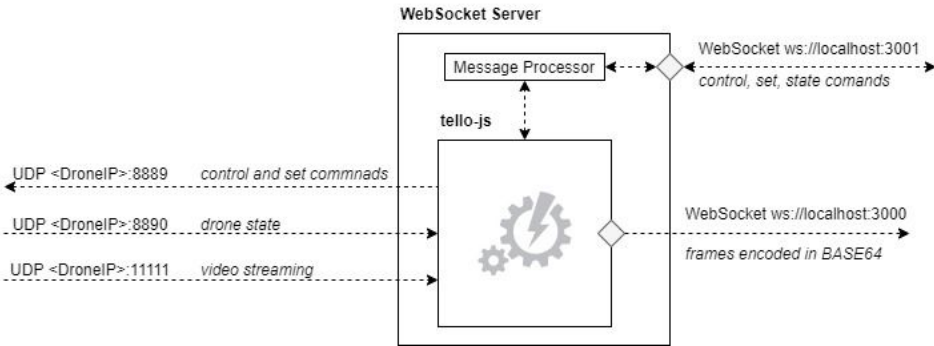 WebSocket Server
WebSocket ws://localhost:3001
Message Processor
control, set, state comands
tello-js
UDP <DroneIP>:8889 control and set commnads
UDP <DroneIP>:8890 drone state
WebSocket ws://localhost:3000
frames encoded in BASE64
UDP <DroneIP>:11111 video streaming